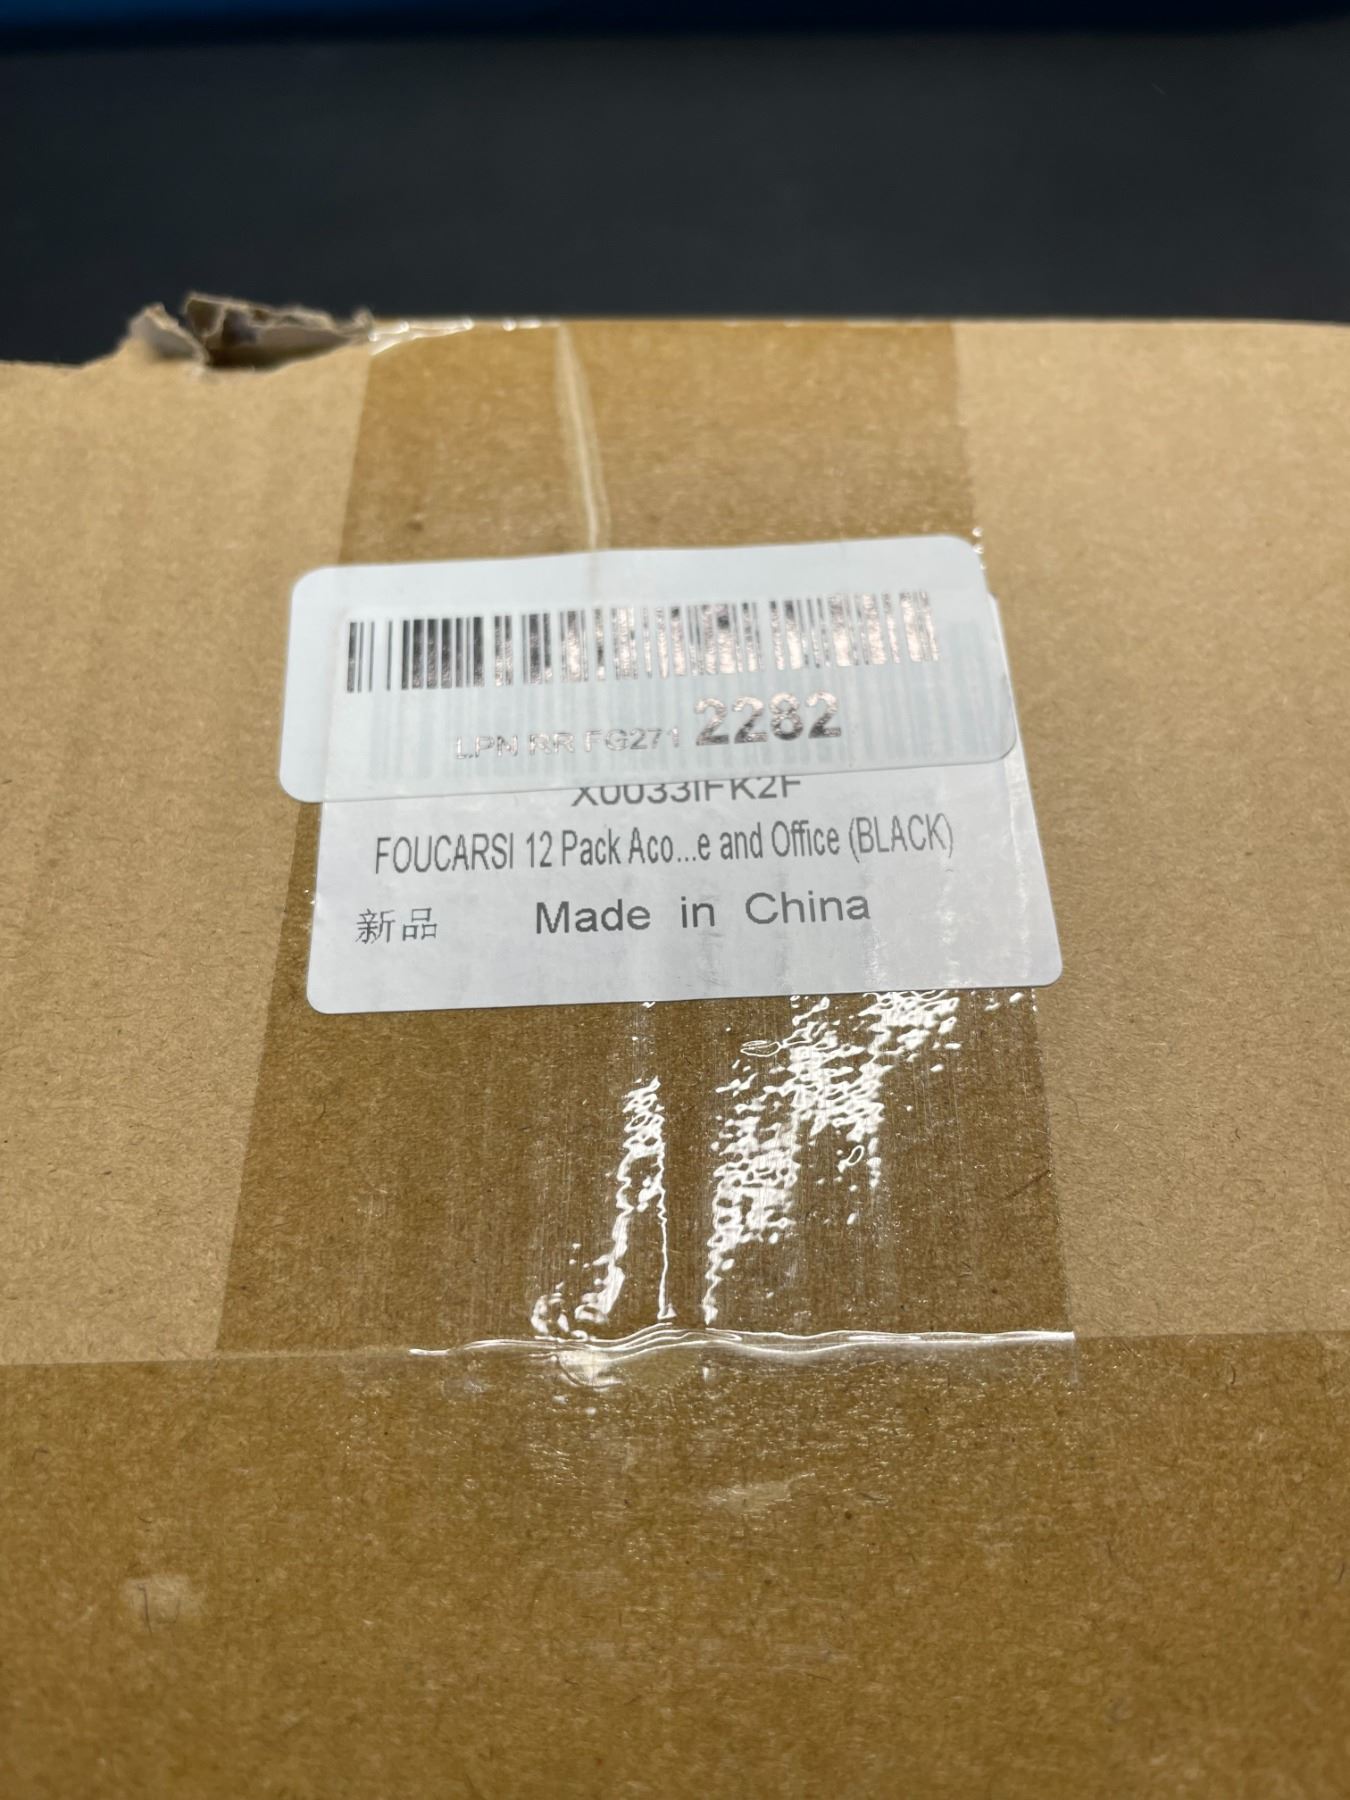 LPN RR FG271 2282
X0033IFK2F
FOUCARSI 12 Pack Aco...e and Office (BLACK)
新品 Made in China